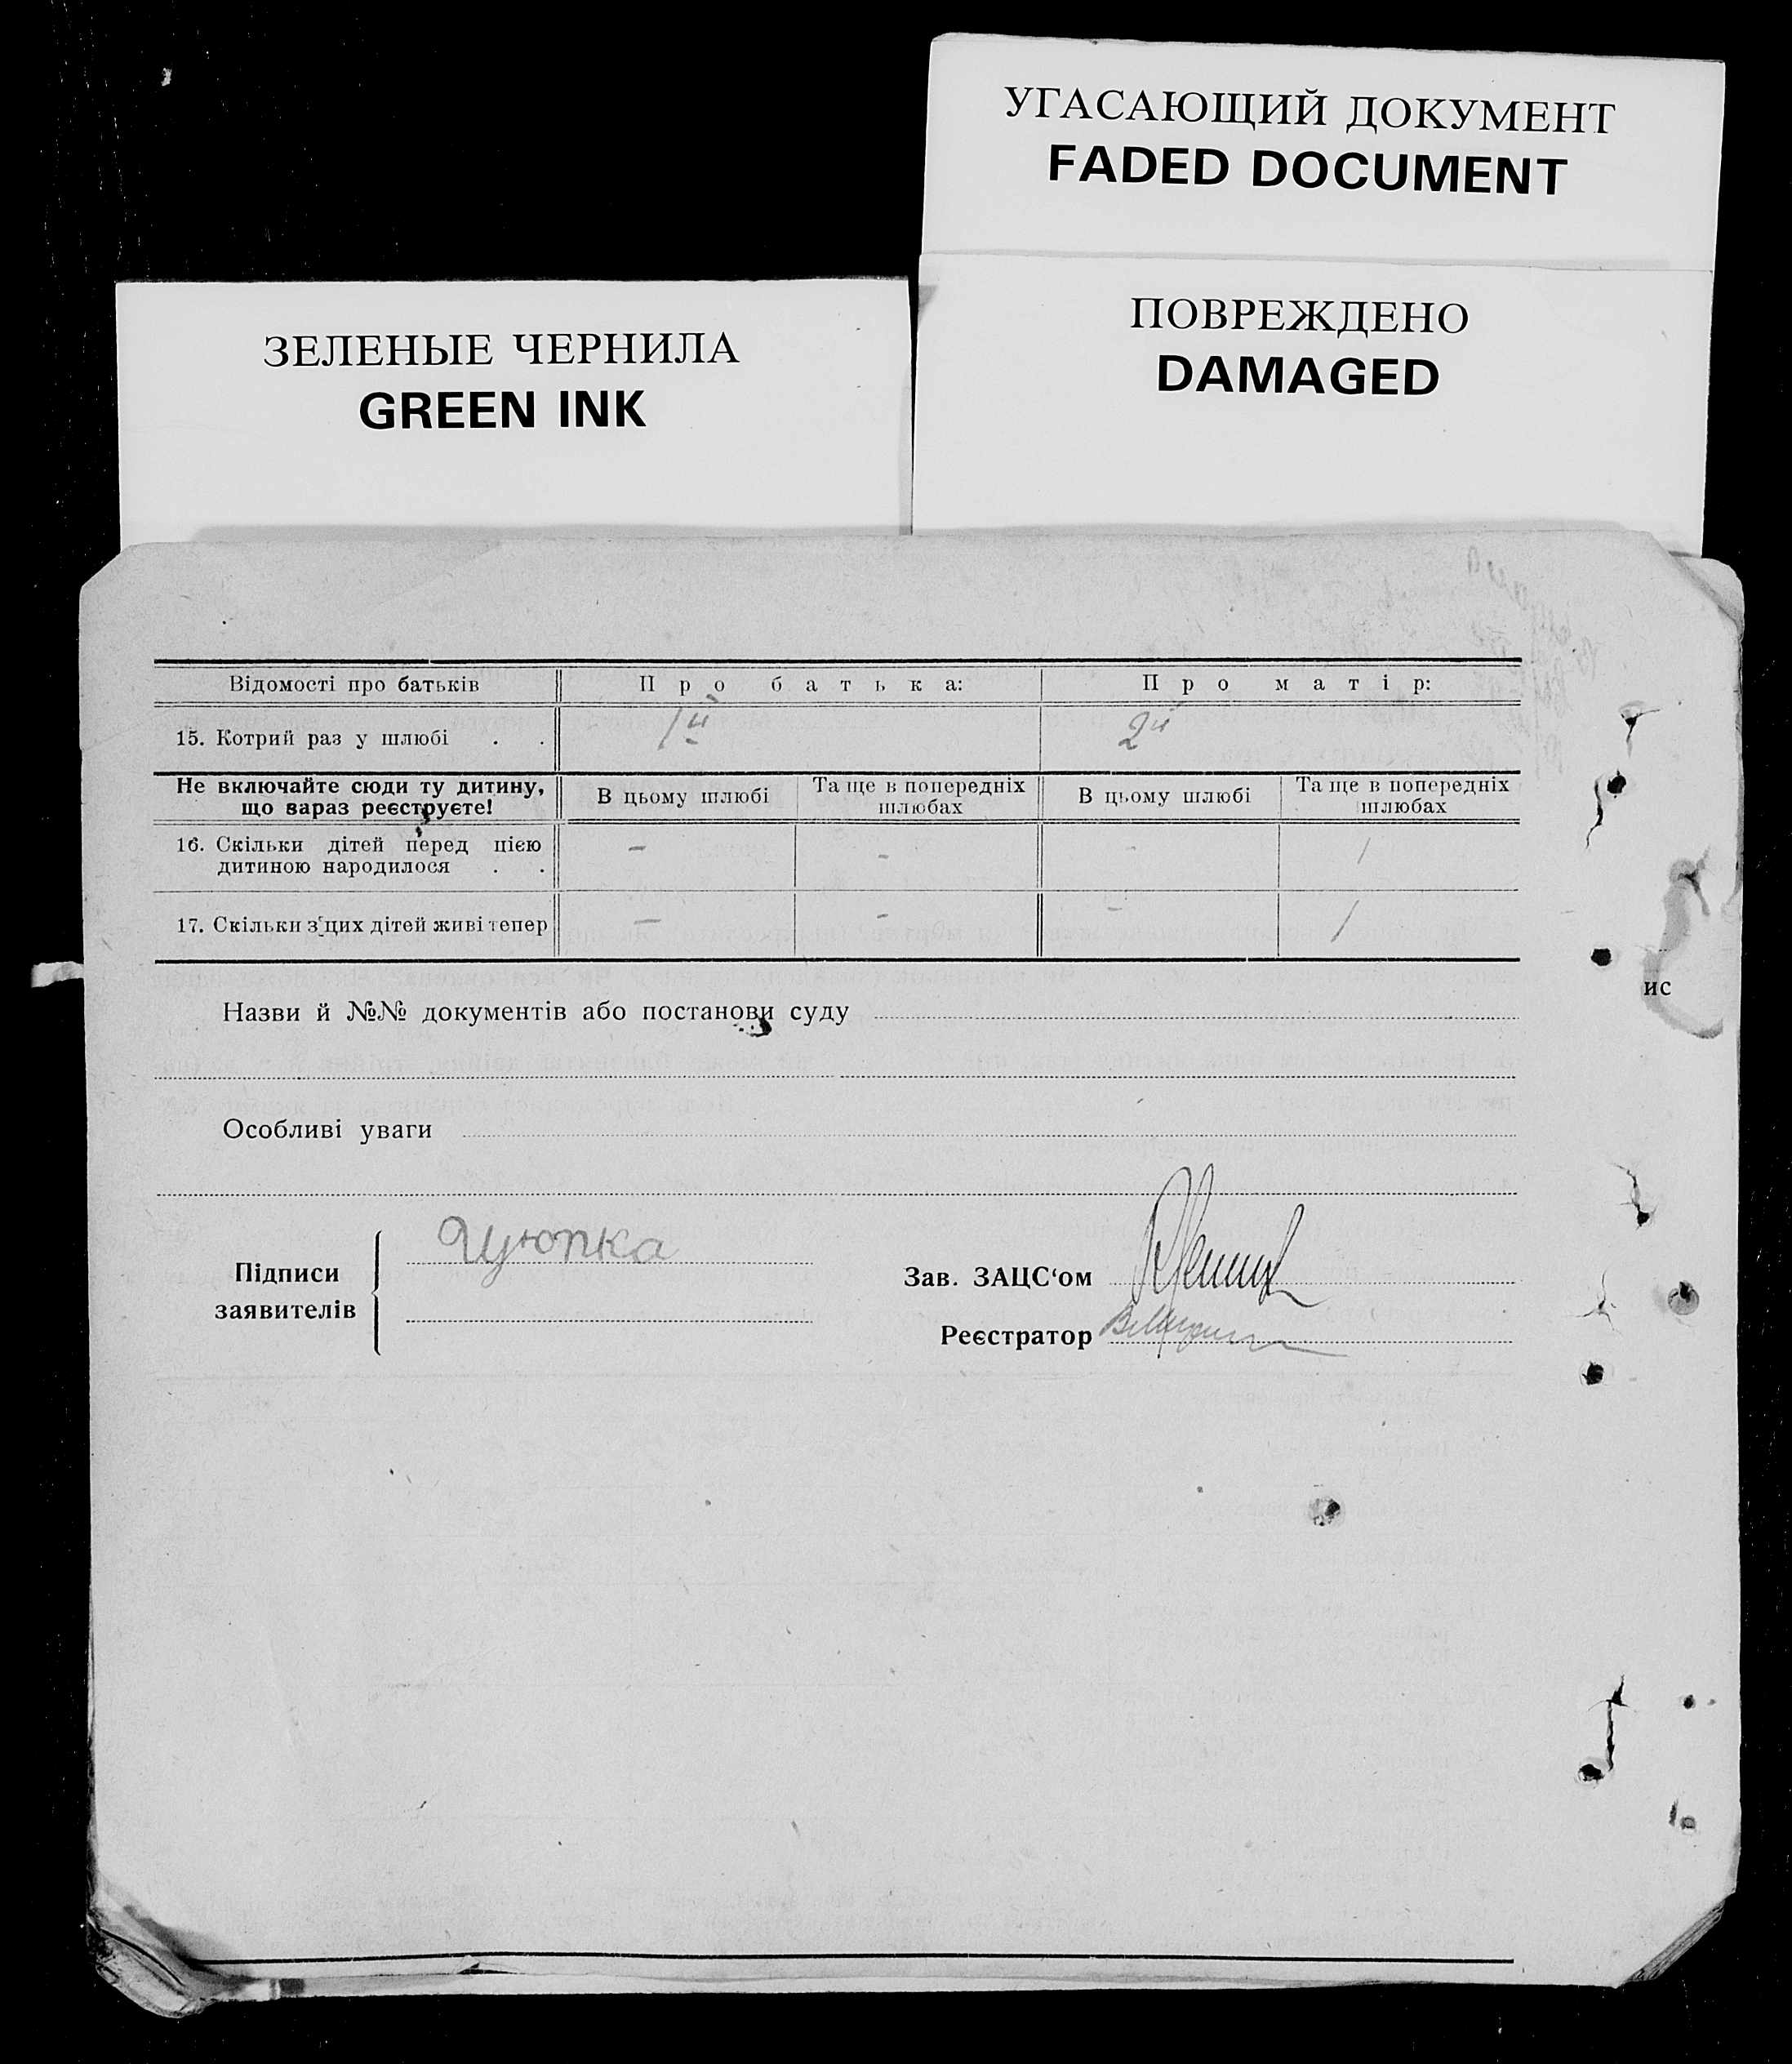 УГАСАЮЩИЙ ДОКУМЕНТ
FADED DOCUMENT
ПОВРЕЖДЕНО
DAMAGED
ЗЕЛЕНЫЕ ЧЕРНИЛА
GREEN INK
Відомості про батьків Про батька: Про матір:
15. Котрий раз у шлюбі . . 1й 2й
Не включайте сюди ту дитину, що зараз реєструєте! В цьому шлюбі Та ще в попередніх шлюбах В цьому шлюбі Та ще в попередніх шлюбах
16. Скільки дітей перед цією дитиною народилося . . - - - 1
17. Скільки з цих дітей живі тепер - - - 1
ис
Назви й №№ документів або постанови суду
Особливі уваги
Підписи заявителів Цюпка
Зав. ЗАЦС‘ом
Реєстратор